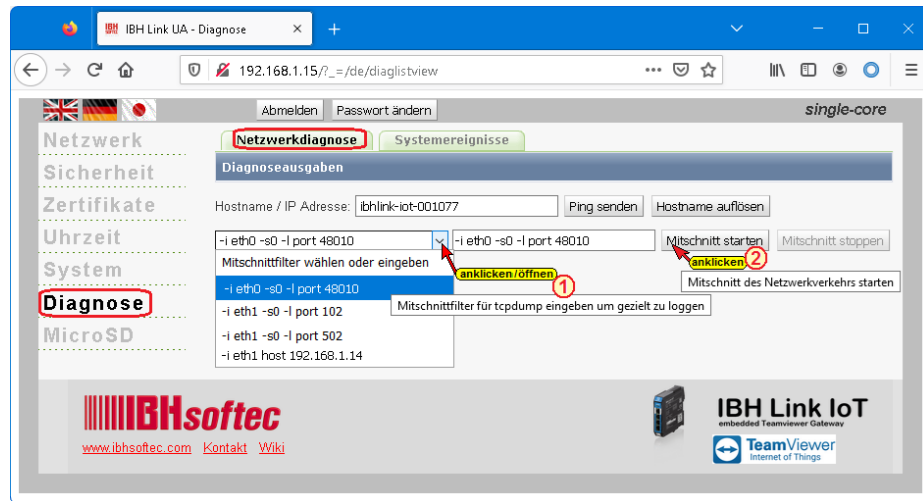 IBH Link UA - Diagnose
192.168.1.15/?_=/de/diaglistview
Abmelden Passwort ändern single-core
Netzwerk
Sicherheit
Zertifikate
Uhrzeit
System
Diagnose
MicroSD
Netzwerkdiagnose Systemereignisse
Diagnoseausgaben
Hostname / IP Adresse: ibhlink-iot-001077 Ping senden Hostname auflösen
-i eth0 -s0 -l port 48010 -i eth0 -s0 -l port 48010 Mitschnitt starten Mitschnitt stoppen
Mitschnittfilter wählen oder eingeben
anklicken/öffnen
1
anklicken
2
-i eth0 -s0 -l port 48010
Mitschnitt des Netzwerkverkehrs starten
Mitschnittfilter für tcpdump eingeben um gezielt zu loggen
-i eth1 -s0 -l port 102
-i eth1 -s0 -l port 502
-i eth1 host 192.168.1.14
IBHsoftec
www.ibhsoftec.com Kontakt Wiki
IBH Link IoT
embedded Teamviewer Gateway
TeamViewer
Internet of Things